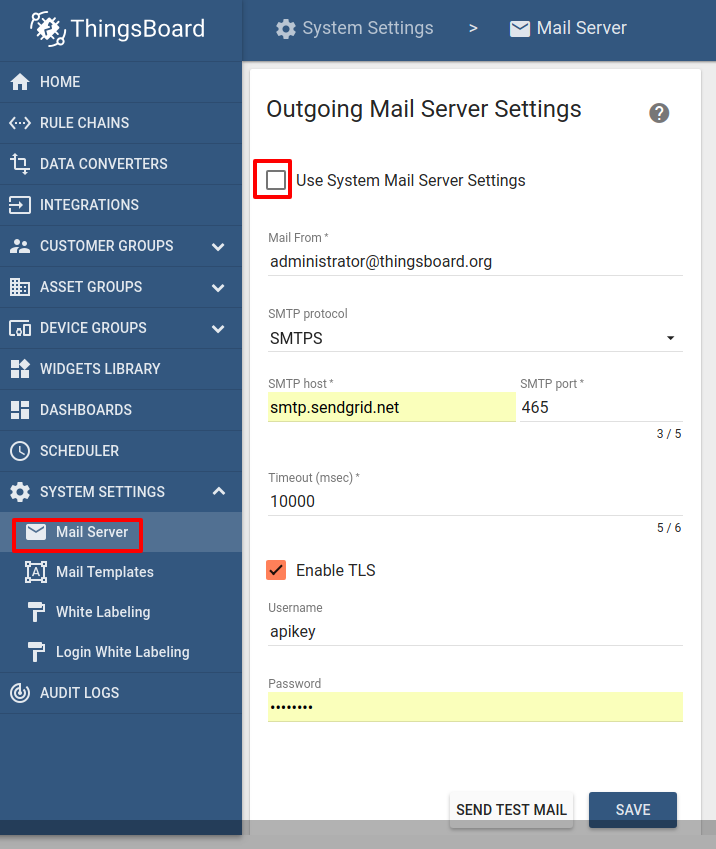 ThingsBoard
System Settings > Mail Server
HOME
RULE CHAINS
DATA CONVERTERS
INTEGRATIONS
CUSTOMER GROUPS
ASSET GROUPS
DEVICE GROUPS
WIDGETS LIBRARY
DASHBOARDS
SCHEDULER
SYSTEM SETTINGS
Mail Server
A Mail Templates
White Labeling
Login White Labeling
AUDIT LOGS
Outgoing Mail Server Settings ?
Use System Mail Server Settings
Mail From *
administrator@thingsboard.org
SMTP protocol
SMTPS
SMTP host * SMTP port *
smtp.sendgrid.net 465
3 / 5
Timeout (msec) *
10000
5 / 6
Enable TLS
Username
apikey
Password
••••••••
SEND TEST MAIL SAVE